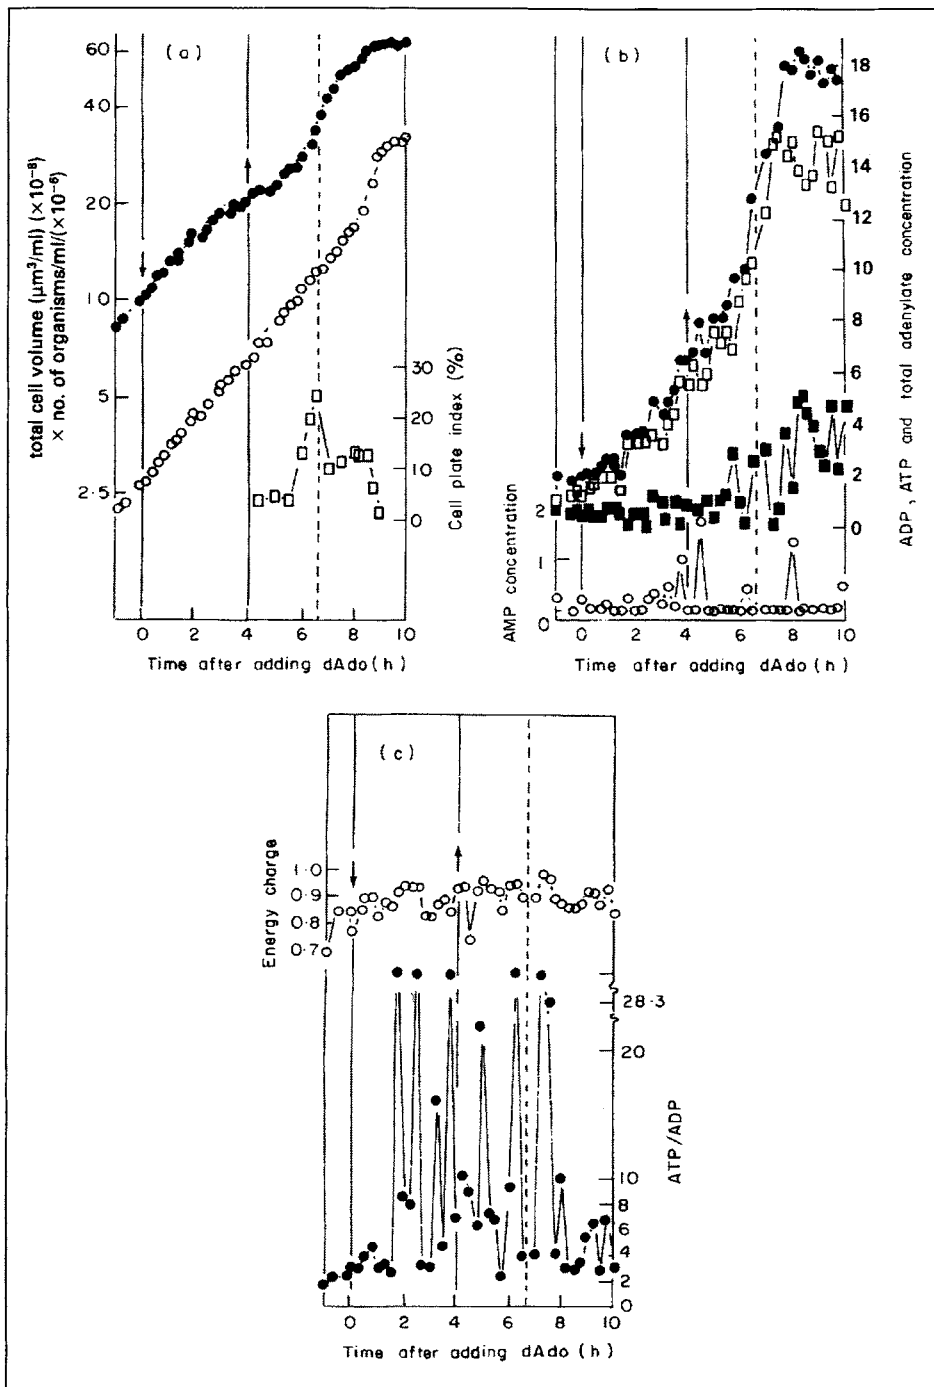 (a)
60
40
20
10
5
2·5
total cell volume (μm³/ml) (×10⁻⁸)
× no. of organisms/ml/(×10⁻⁶)
30
20
10
0
Cell plate index (%)
0 2 4 6 8 10
Time after adding dAdo (h)
(b)
18
16
14
12
10
8
6
4
2
0
ADP, ATP and total adenylate concentration
2
1
0
AMP concentration
0 2 4 6 8 10
Time after adding dAdo (h)
(c)
1·0
0·9
0·8
0·7
Energy charge
28·3
20
10
8
6
4
2
0
ATP/ADP
0 2 4 6 8 10
Time after adding dAdo (h)